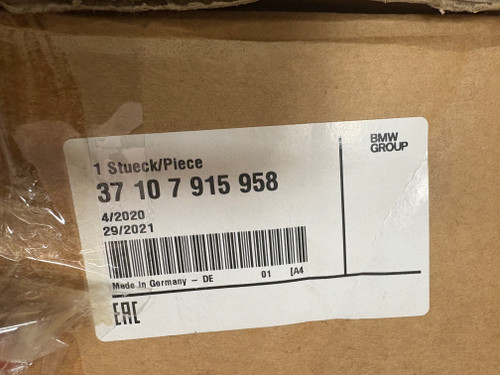 1 Stueck/Piece
37 10 7 915 958
4/2020
29/2021
Made in Germany – DE 01 [A4
EAC
BMW
GROUP